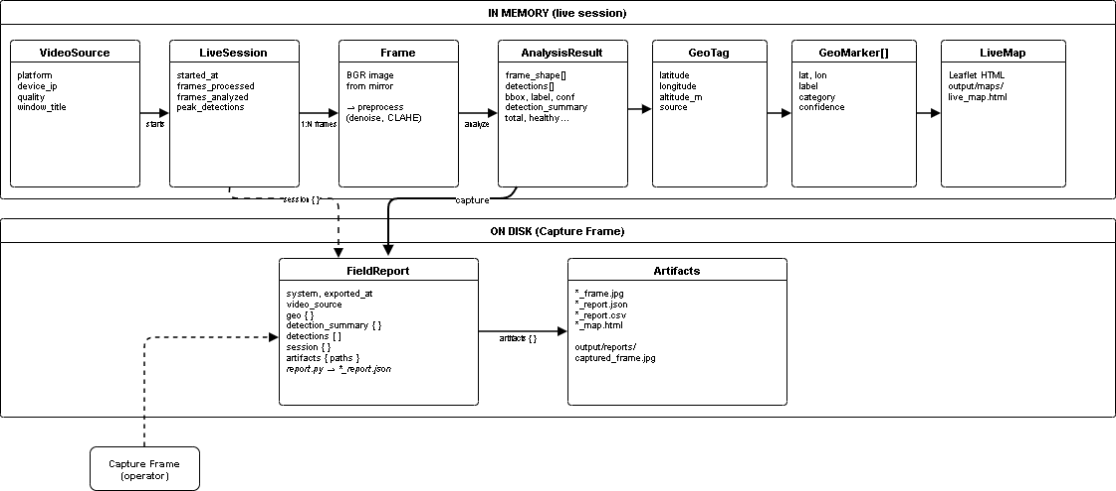 IN MEMORY (live session)
VideoSource
platform
device_ip
quality
window_title
starts
LiveSession
started_at
frames_processed
frames_analyzed
peak_detections
1:N frames
Frame
BGR image
from mirror
→ preprocess
(denoise, CLAHE)
analyze
AnalysisResult
frame_shape[]
detections[]
bbox, label, conf
detection_summary
total, healthy...
GeoTag
latitude
longitude
altitude_m
source
GeoMarker[]
lat, lon
label
category
confidence
LiveMap
Leaflet HTML
output/maps/
live_map.html
session { }
capture
ON DISK (Capture Frame)
FieldReport
system, exported_at
video_source
geo { }
detection_summary { }
detections [ ]
session { }
artifacts { paths }
report.py → *_report.json
artifacts { }
Artifacts
*_frame.jpg
*_report.json
*_report.csv
*_map.html
output/reports/
captured_frame.jpg
Capture Frame
(operator)